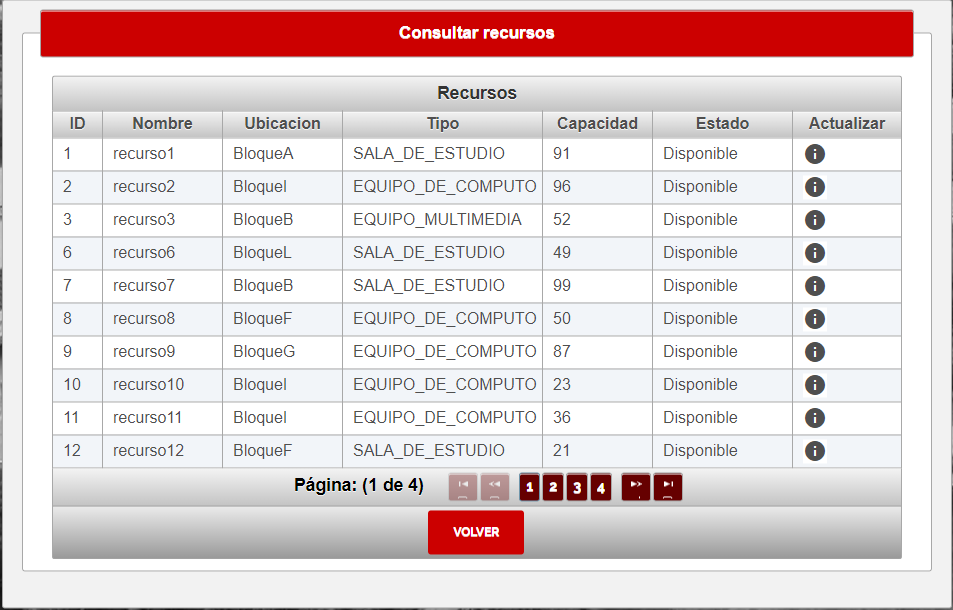 Consultar recursos
Recursos
ID Nombre Ubicacion Tipo Capacidad Estado Actualizar
1 recurso1 BloqueA SALA_DE_ESTUDIO 91 Disponible
2 recurso2 BloqueI EQUIPO_DE_COMPUTO 96 Disponible
3 recurso3 BloqueB EQUIPO_MULTIMEDIA 52 Disponible
6 recurso6 BloqueL SALA_DE_ESTUDIO 49 Disponible
7 recurso7 BloqueB SALA_DE_ESTUDIO 99 Disponible
8 recurso8 BloqueF EQUIPO_DE_COMPUTO 50 Disponible
9 recurso9 BloqueG EQUIPO_DE_COMPUTO 87 Disponible
10 recurso10 BloqueI EQUIPO_DE_COMPUTO 23 Disponible
11 recurso11 BloqueI EQUIPO_DE_COMPUTO 36 Disponible
12 recurso12 BloqueF SALA_DE_ESTUDIO 21 Disponible
Página: (1 de 4) 1 2 3 4
VOLVER